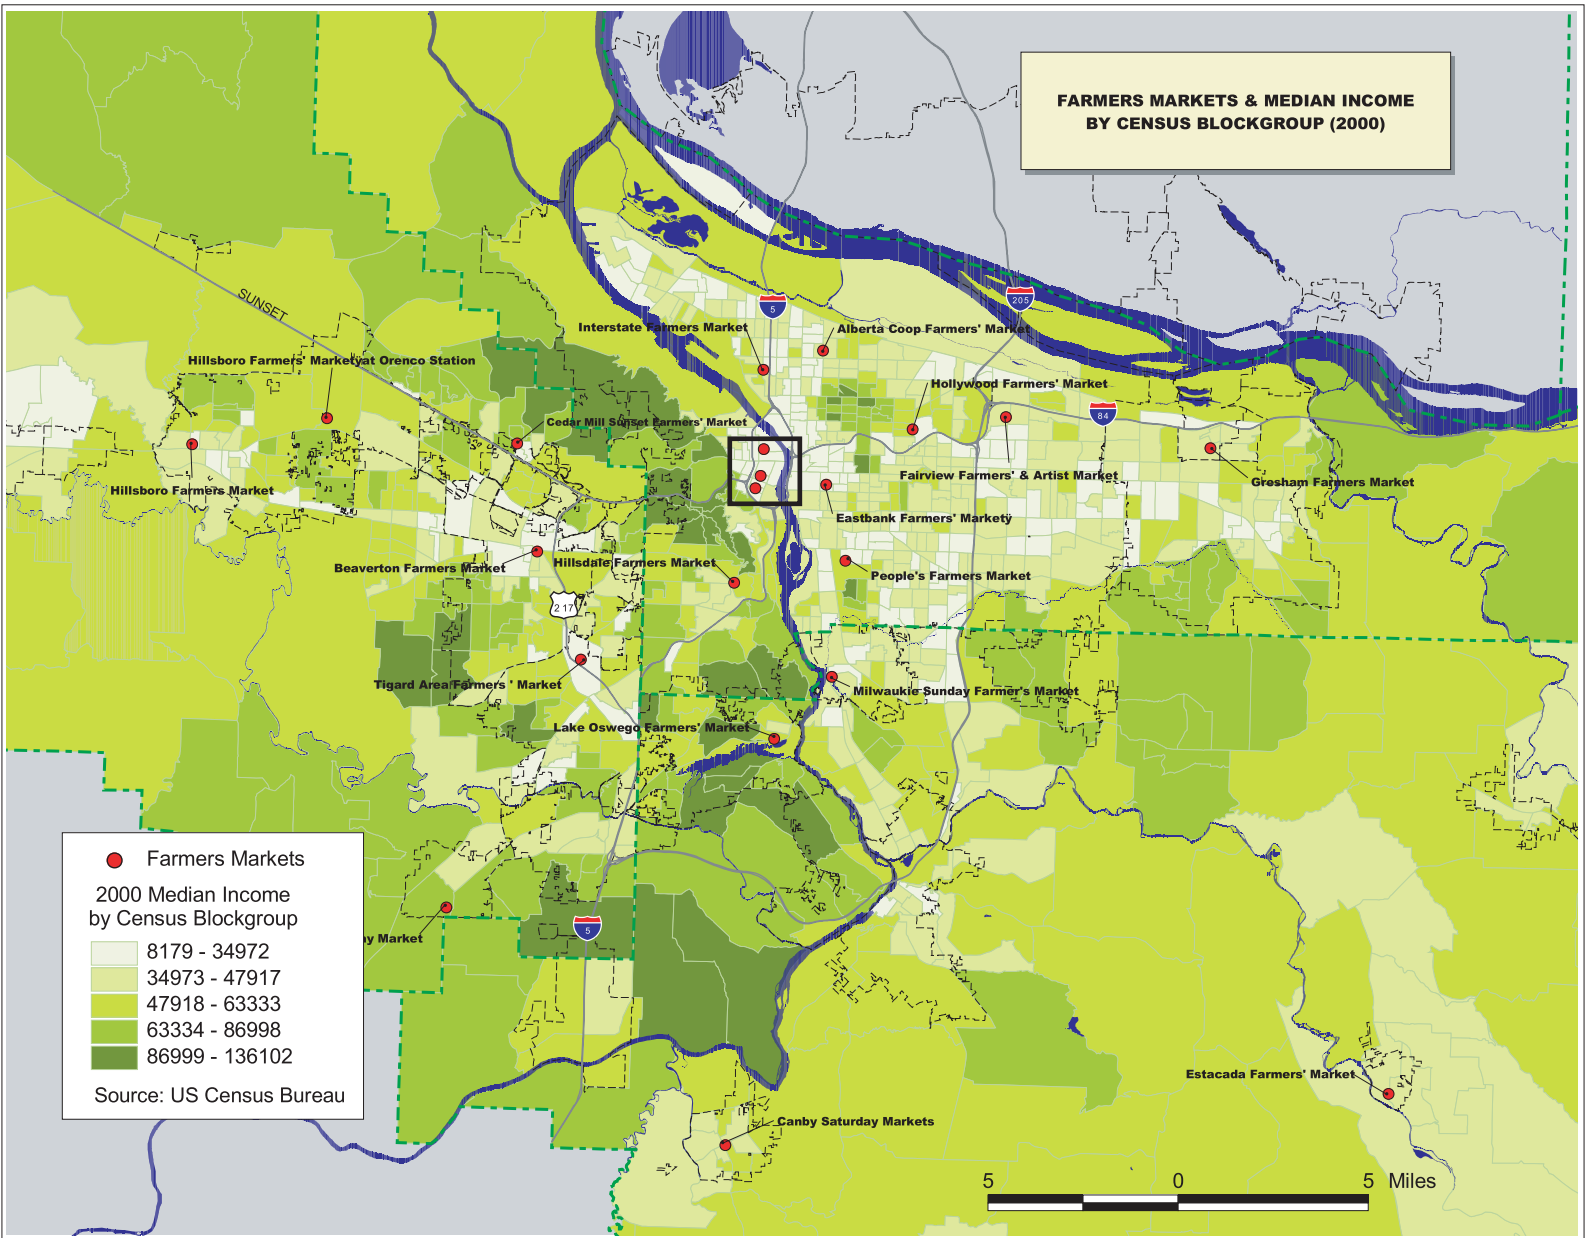 FARMERS MARKETS & MEDIAN INCOME
BY CENSUS BLOCKGROUP (2000)
SUNSET
205
5
Interstate Farmers Market
Alberta Coop Farmers' Market
Hillsboro Farmers' Marketÿat Orenco Station
Hollywood Farmers' Market
84
Cedar Mill Sunset Farmers' Market
Fairview Farmers' & Artist Market
Gresham Farmers Market
Hillsboro Farmers Market
Eastbank Farmers' Marketÿ
Beaverton Farmers Market
Hillsdale Farmers Market
People's Farmers Market
2 17
Tigard Area Farmers ' Market
Milwaukie Sunday Farmer's Market
Lake Oswego Farmers' Market
Farmers Markets
2000 Median Income
by Census Blockgroup
8179 - 34972
34973 - 47917
47918 - 63333
63334 - 86998
86999 - 136102
Source: US Census Bureau
Market
5
Estacada Farmers' Market
Canby Saturday Markets
5 0 5 Miles